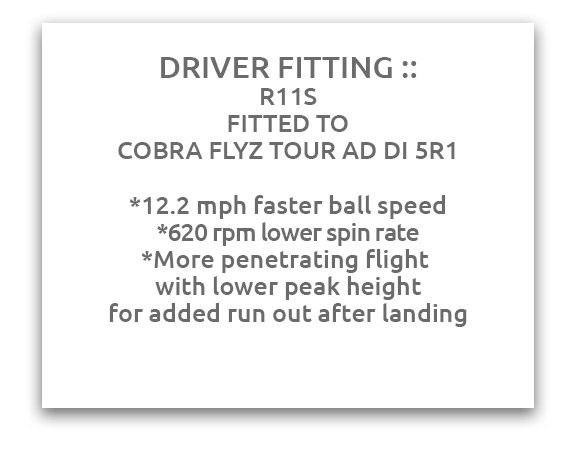 DRIVER FITTING ::
R11S
FITTED TO
COBRA FLYZ TOUR AD DI 5R1
*12.2 mph faster ball speed
*620 rpm lower spin rate
*More penetrating flight
with lower peak height
for added run out after landing